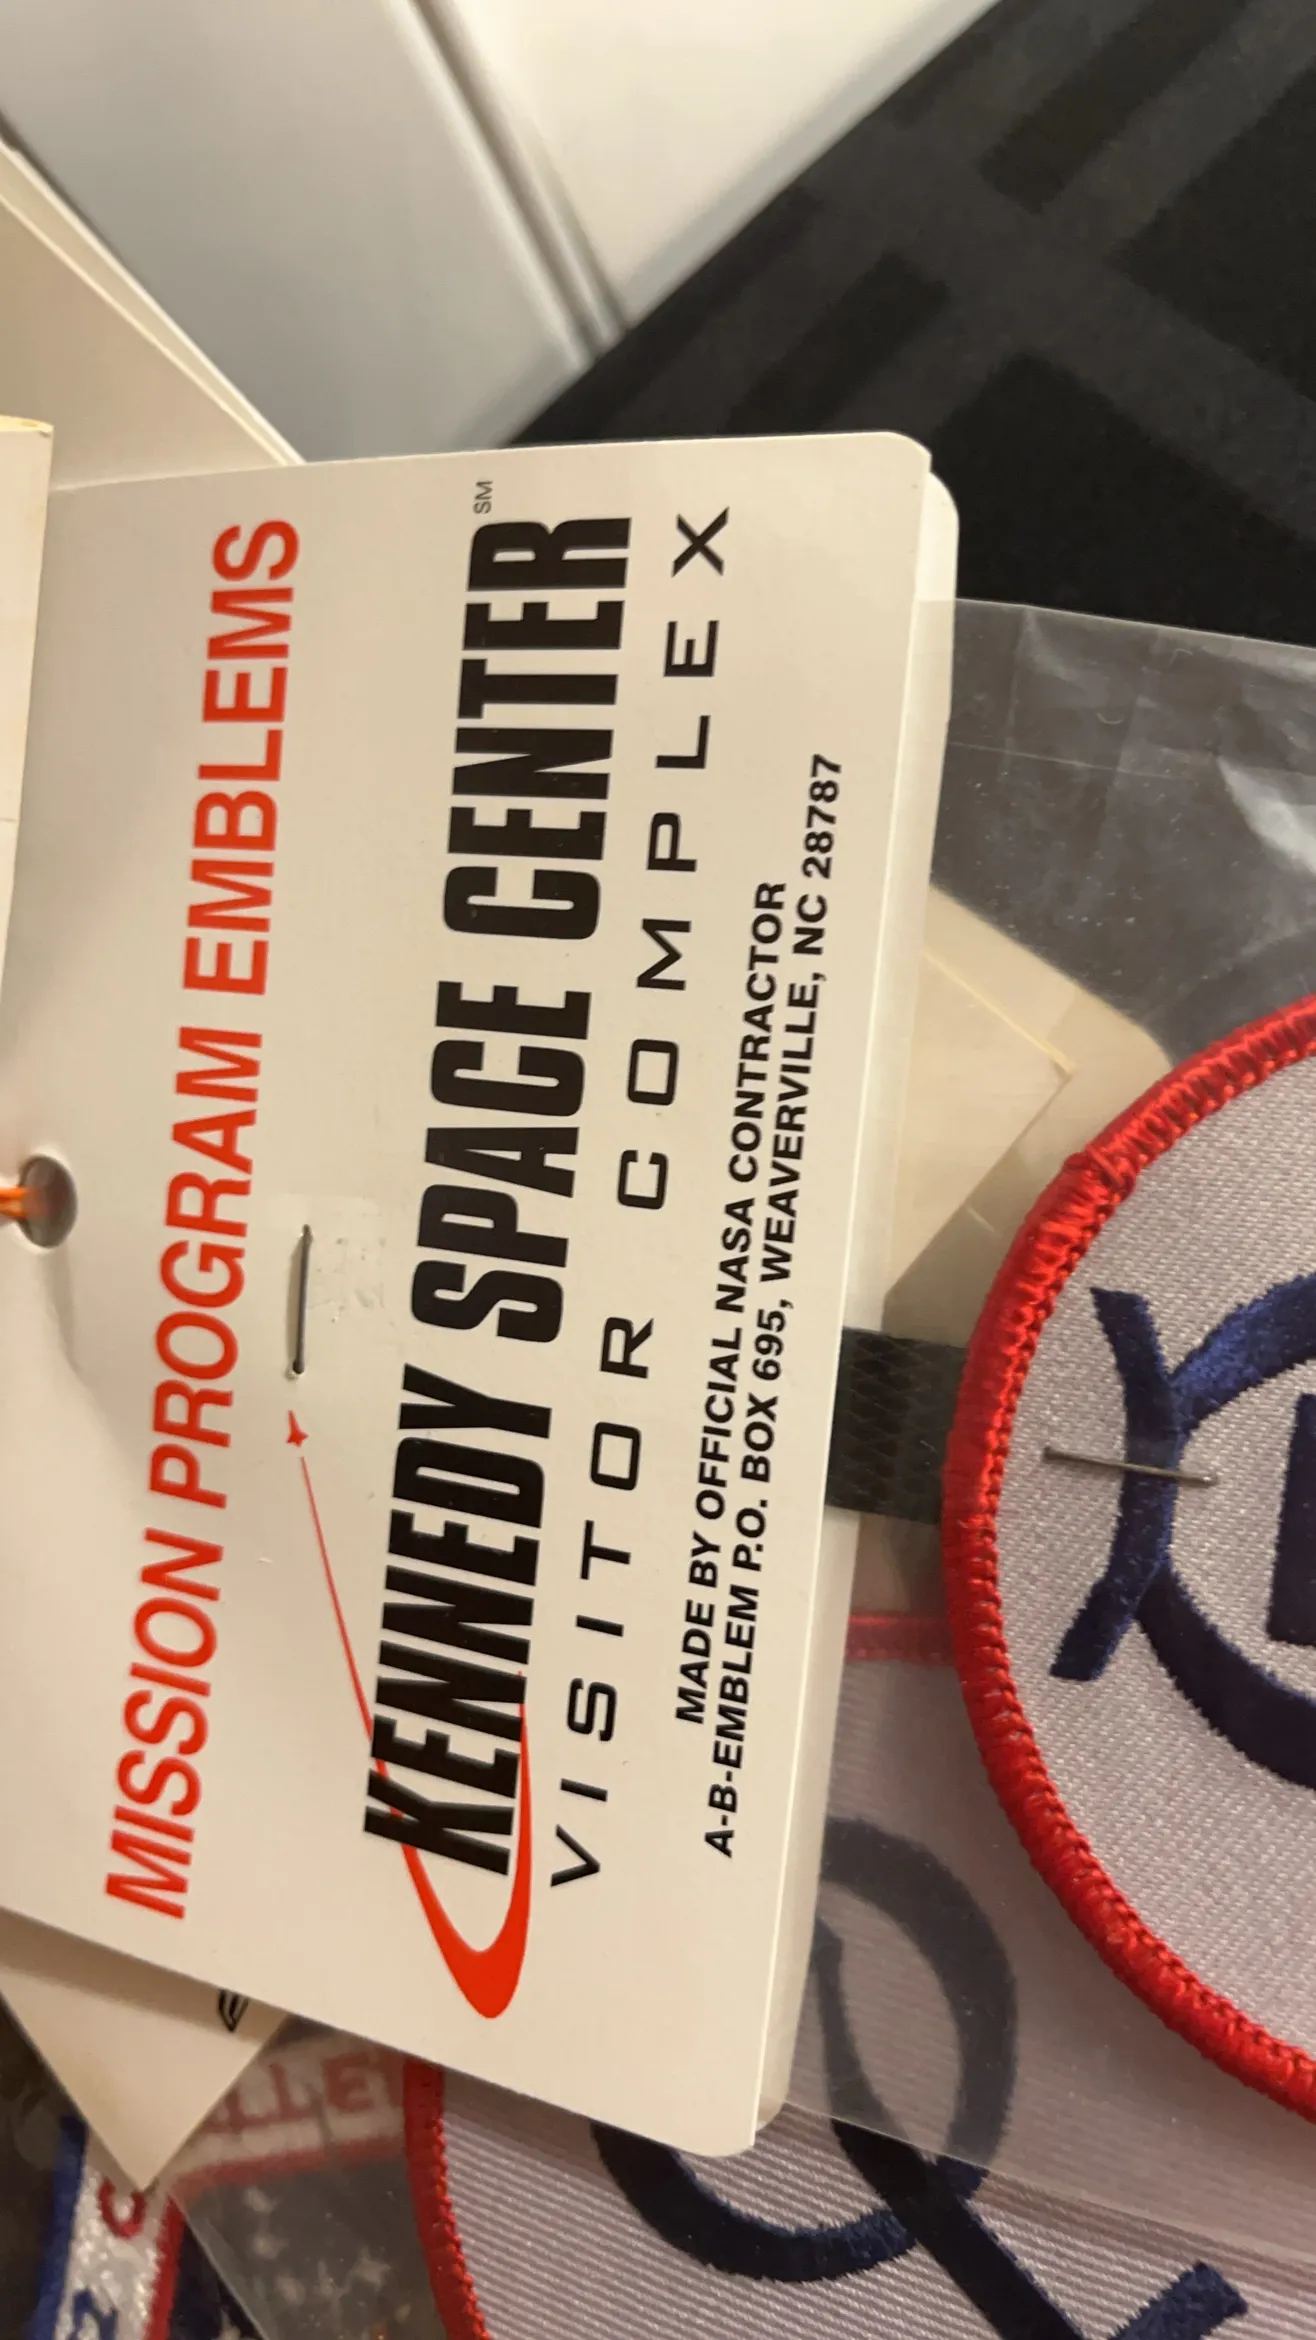 MISSION PROGRAM EMBLEMS
KENNEDY SPACE CENTER SM
VISITOR COMPLEX
MADE BY OFFICIAL NASA CONTRACTOR
A-B-EMBLEM P.O. BOX 695, WEAVERVILLE, NC 28787